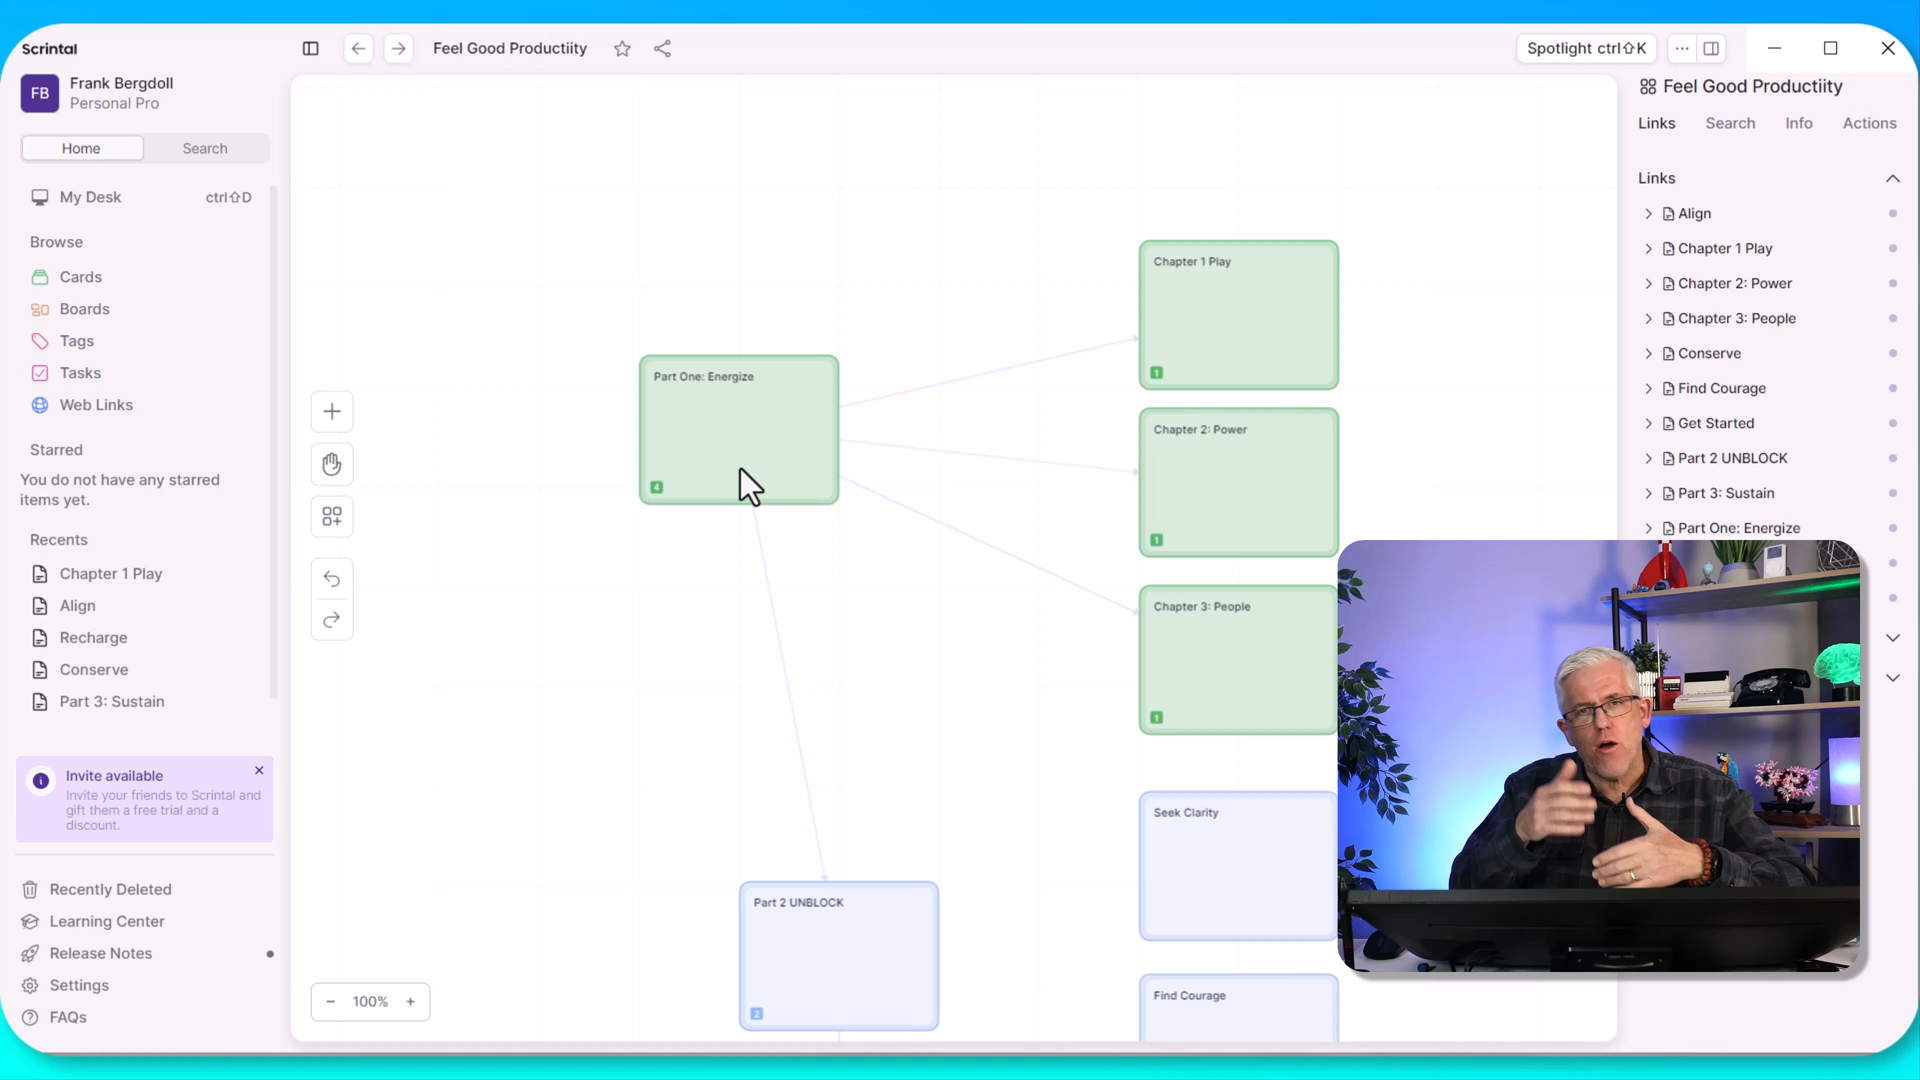 Scrintal
FB
Frank Bergdoll
Personal Pro
Home
Search
My Desk
ctrl⇧D
Browse
Cards
Boards
Tags
Tasks
Web Links
Starred
You do not have any starred
items yet.
Recents
Chapter 1 Play
Align
Recharge
Conserve
Part 3: Sustain
Invite available
Invite your friends to Scrintal and
gift them a free trial and a
discount.
Recently Deleted
Learning Center
Release Notes
Settings
FAQs
Feel Good Productiity
Spotlight ctrl⇧K
Part One: Energize
4
Chapter 1 Play
1
Chapter 2: Power
1
Chapter 3: People
1
Seek Clarity
Part 2 UNBLOCK
2
Find Courage
100%
Feel Good Productiity
Links
Search
Info
Actions
Links
Align
Chapter 1 Play
Chapter 2: Power
Chapter 3: People
Conserve
Find Courage
Get Started
Part 2 UNBLOCK
Part 3: Sustain
Part One: Energize